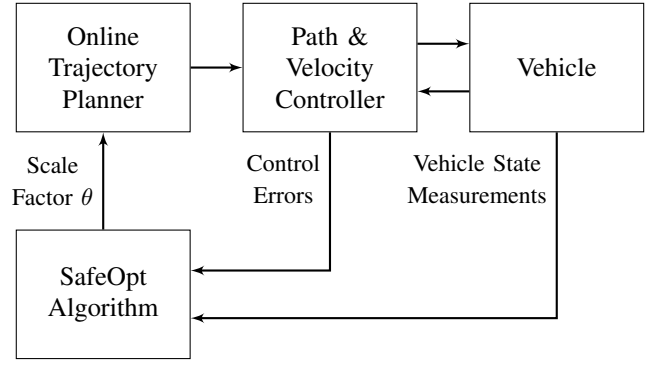 Online
Trajectory
Planner
Path &
Velocity
Controller
Vehicle
Scale
Factor θ
Control
Errors
Vehicle State
Measurements
SafeOpt
Algorithm